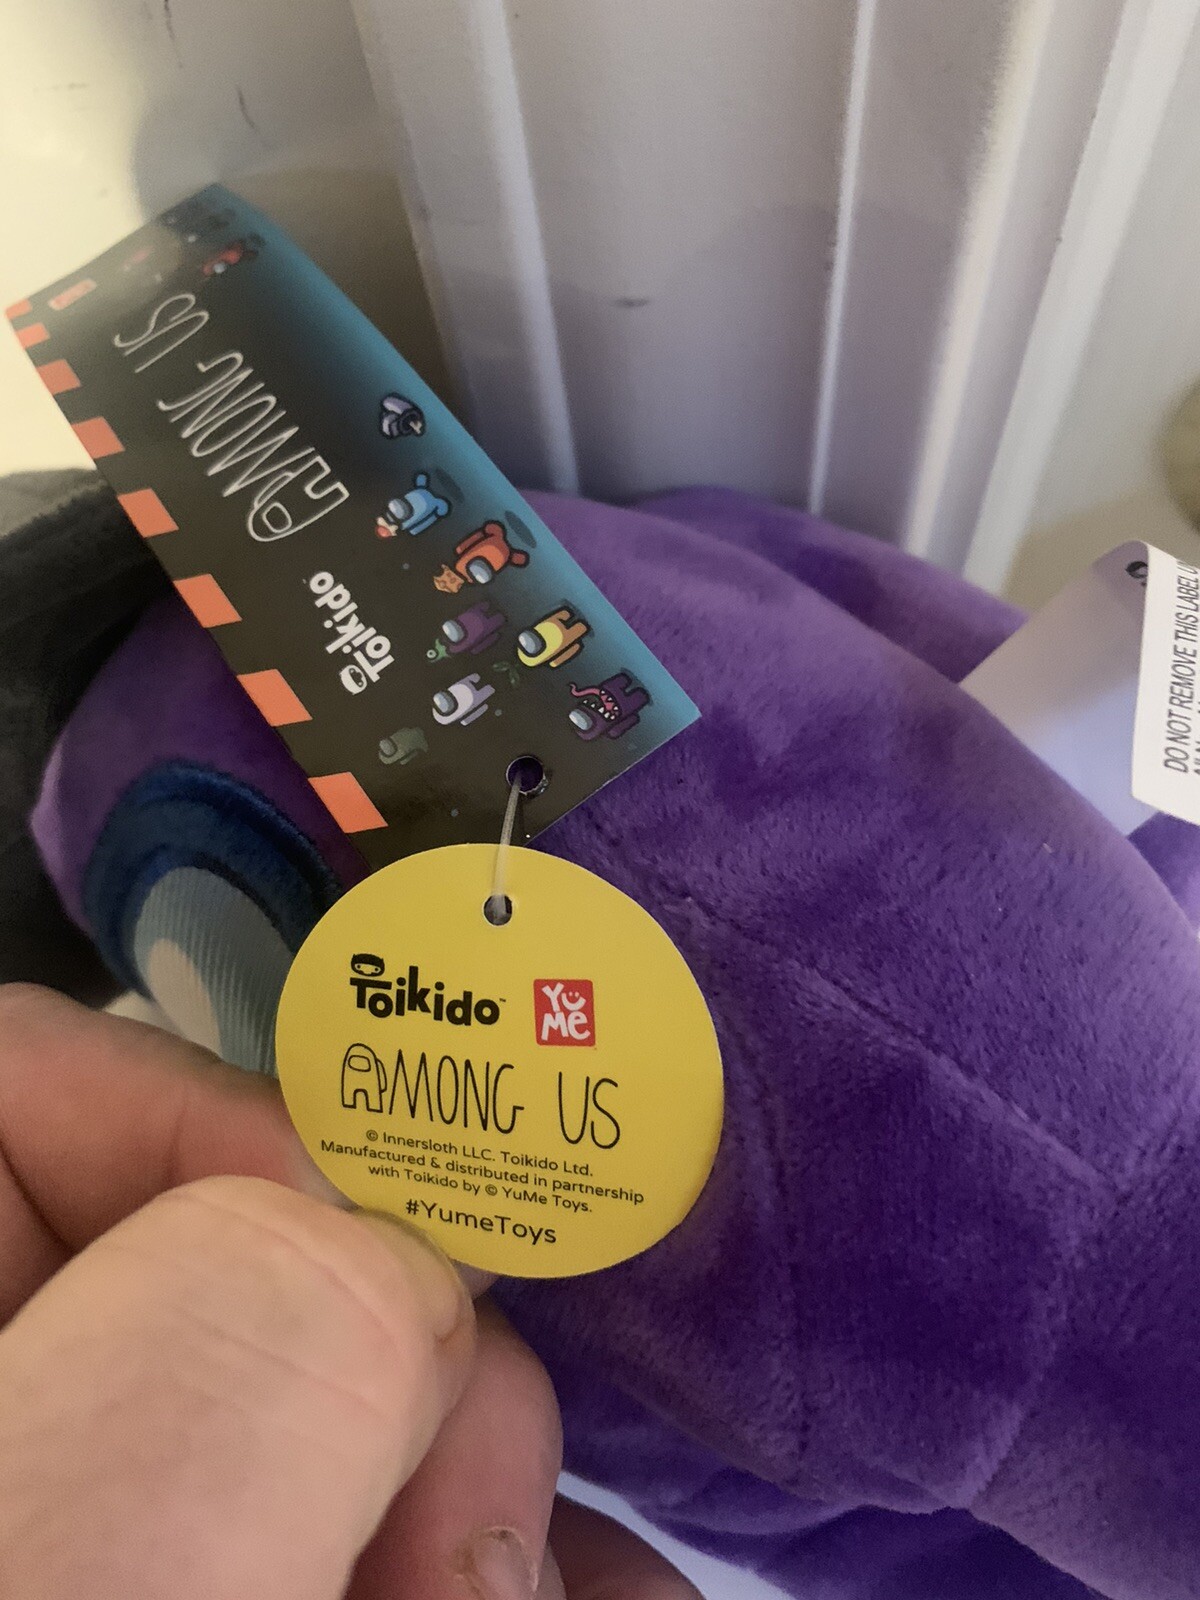 AMONG US
Toikido
Toikido™
YuMe
AMONG US
© Innersloth LLC. Toikido Ltd.
Manufactured & distributed in partnership
with Toikido by © YuMe Toys.
#YumeToys
DO NOT REMOVE THIS LABEL